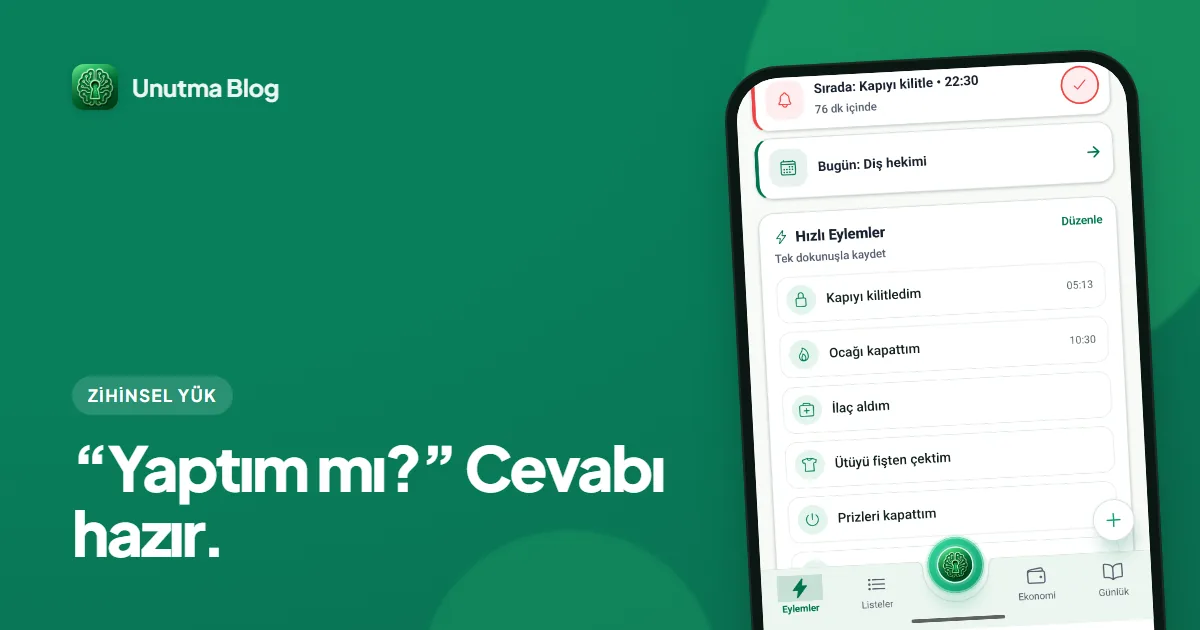 Unutma Blog
ZİHİNSEL YÜK
“Yaptım mı?” Cevabı
hazır.
Sırada: Kapıyı kilitle • 22:30
76 dk içinde
Bugün: Diş hekimi
Hızlı Eylemler
Düzenle
Tek dokunuşla kaydet
Kapıyı kilitledim
05:13
Ocağı kapattım
10:30
İlaç aldım
Ütüyü fişten çektim
Prizleri kapattım
Eylemler
Listeler
Ekonomi
Günlük